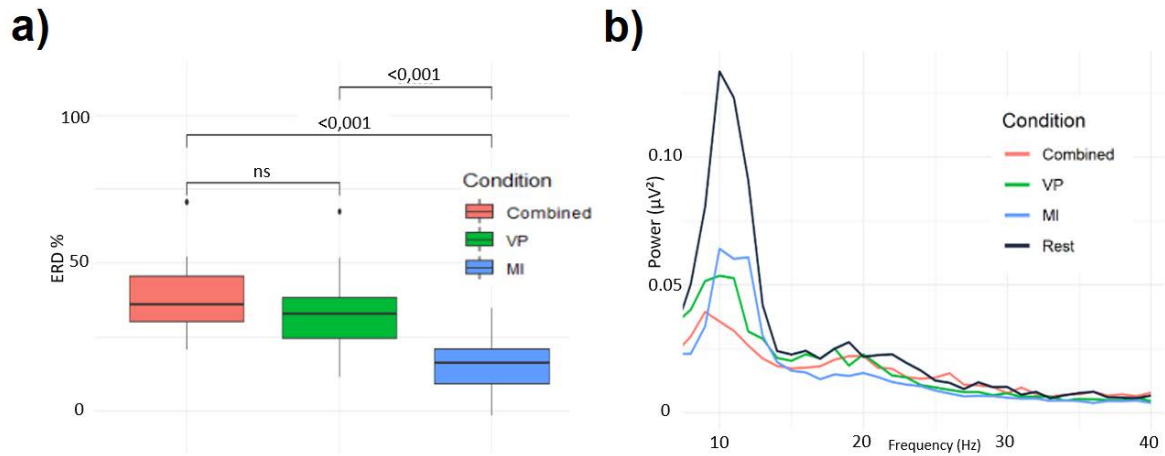 a)
<0,001
<0,001
ns
100
50
0
ERD %
Condition
Combined
VP
MI
b)
0.10
0.05
0
Power (µV²)
Condition
Combined
VP
MI
Rest
10
20
30
40
Frequency (Hz)